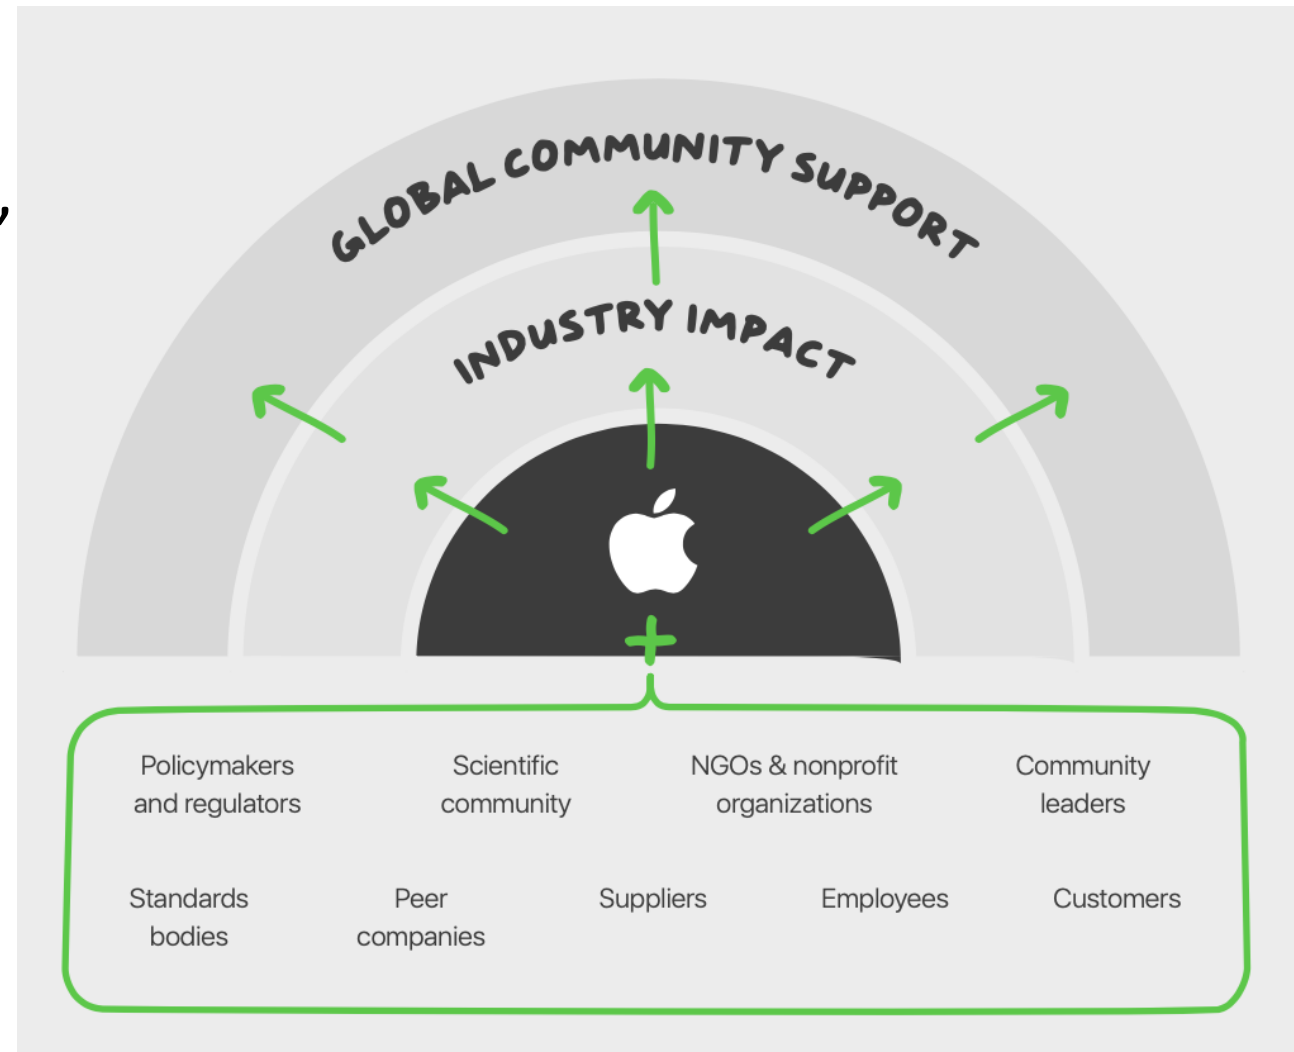 GLOBAL COMMUNITY SUPPORT
INDUSTRY IMPACT
Policymakers
and regulators
Scientific
community
NGOs & nonprofit
organizations
Community
leaders
Standards
bodies
Peer
companies
Suppliers
Employees
Customers